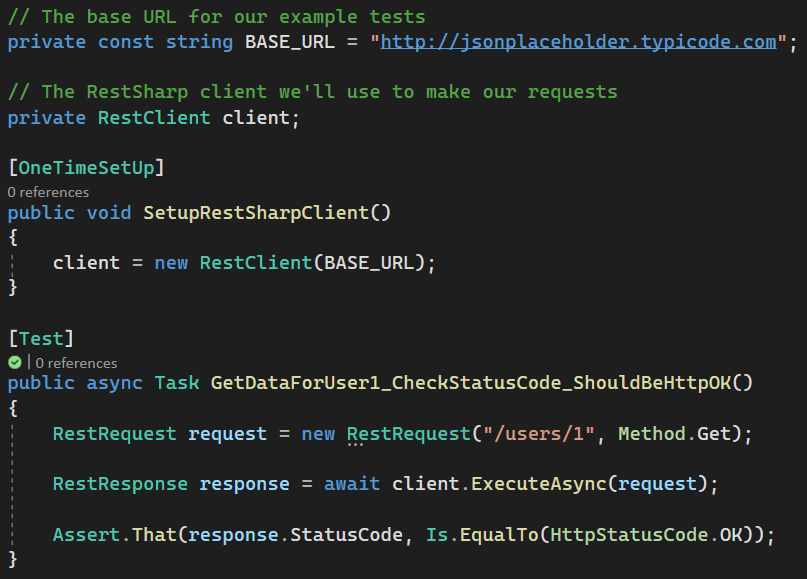 // The base URL for our example tests
private const string BASE_URL = "http://jsonplaceholder.typicode.com";
// The RestSharp client we'll use to make our requests
private RestClient client;
[OneTimeSetUp]
0 references
public void SetupRestSharpClient()
{
client = new RestClient(BASE_URL);
}
[Test]
| 0 references
public async Task GetDataForUser1_CheckStatusCode_ShouldBeHttpOK()
{
RestRequest request = new RestRequest("/users/1", Method.Get);
RestResponse response = await client.ExecuteAsync(request);
Assert.That(response.StatusCode, Is.EqualTo(HttpStatusCode.OK));
}